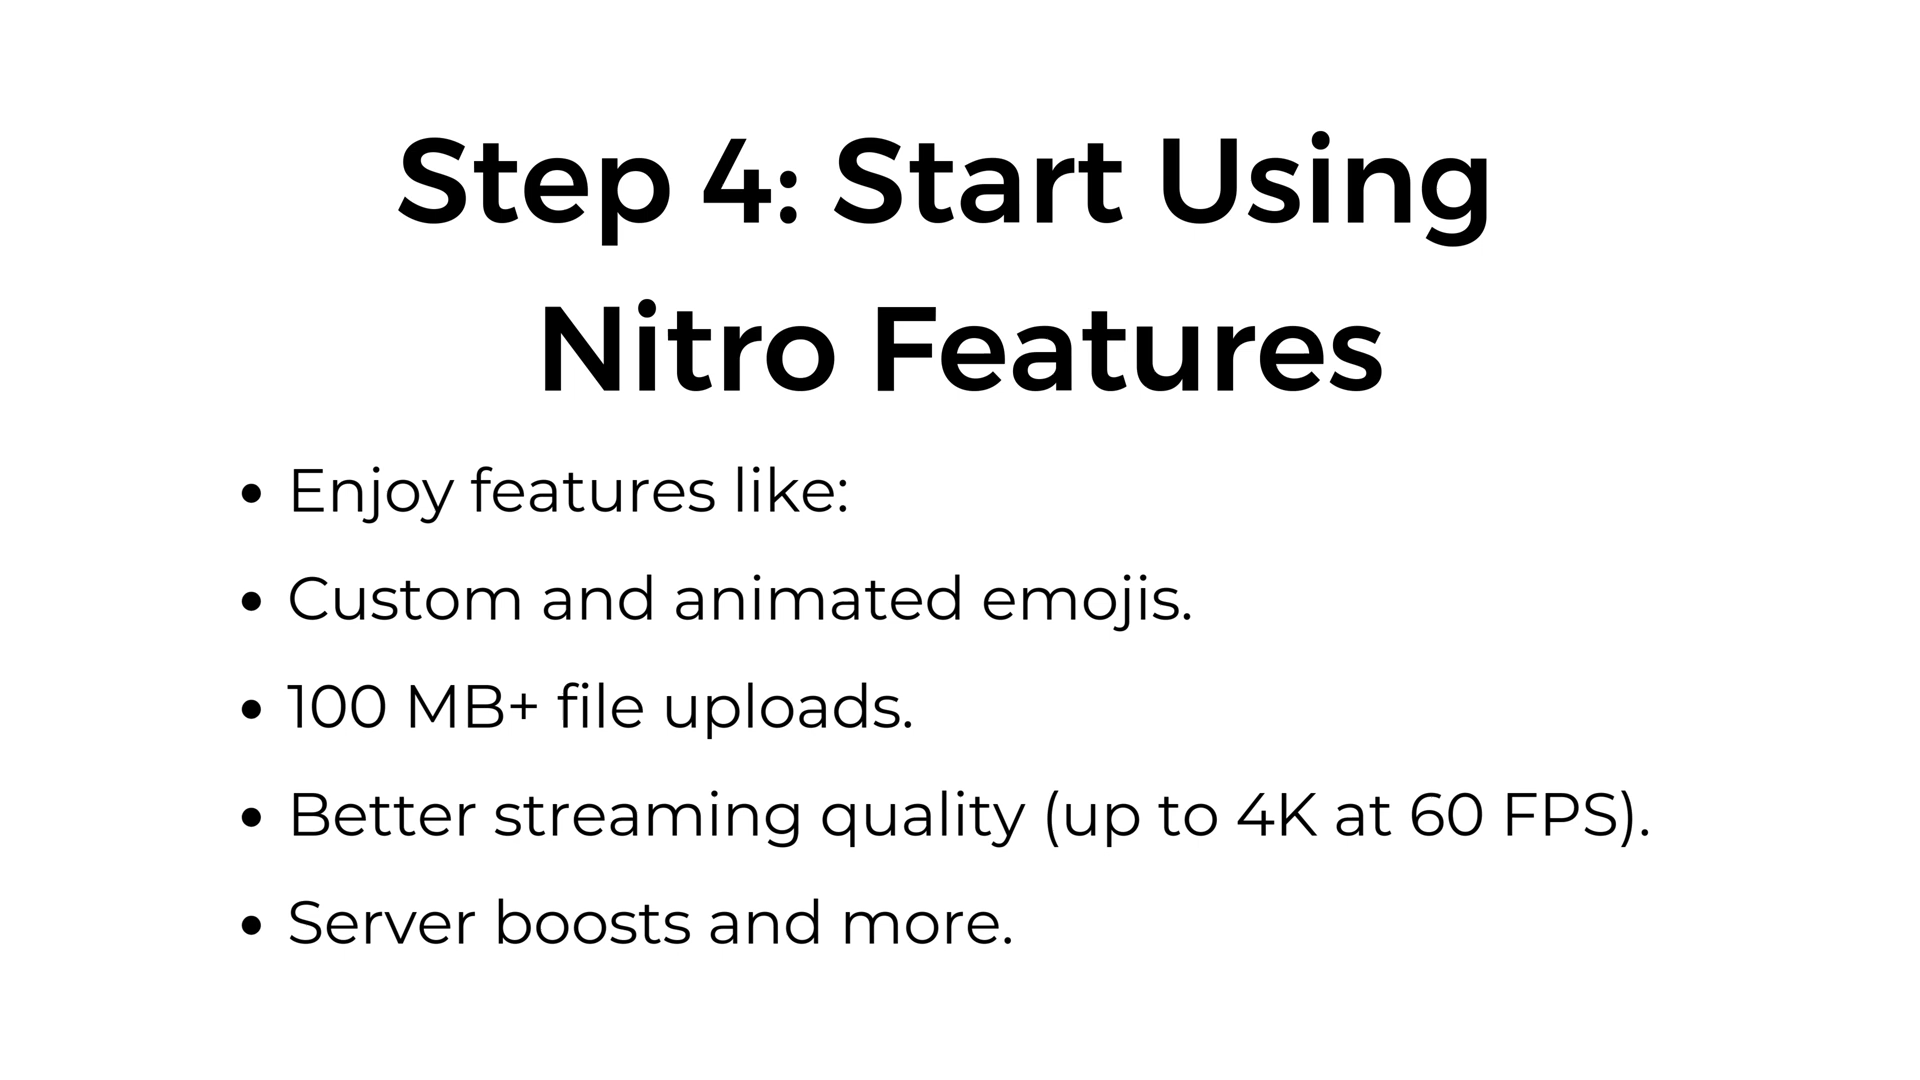 Step 4: Start Using
Nitro Features
• Enjoy features like:
• Custom and animated emojis.
• 100 MB+ file uploads.
• Better streaming quality (up to 4K at 60 FPS).
• Server boosts and more.